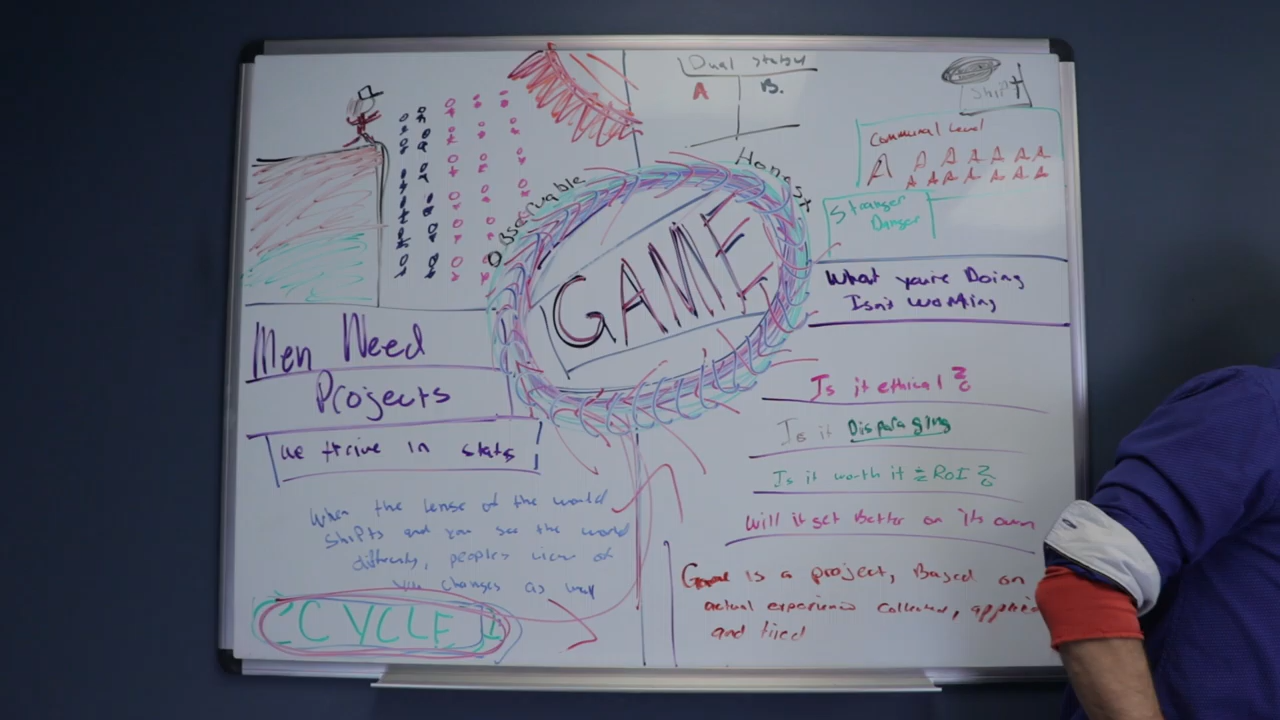 Dual Status
A B.
Shift
Communal Level
A A A A A A A
A A A A A A
Stranger
Danger
Observable
Honest
GAME
What you're Doing
Isn't working
Men Need
Projects
we thrive in stats
When the lense of the world
shifts and you see the world
differently, peoples view of
you changes as well
CYCLE 1
Is it ethical ?
Is it Disparaging
Is it worth it ROI ?
Will it get Better on its own
Game is a project, Based on
actual experience collected, applied
and tried